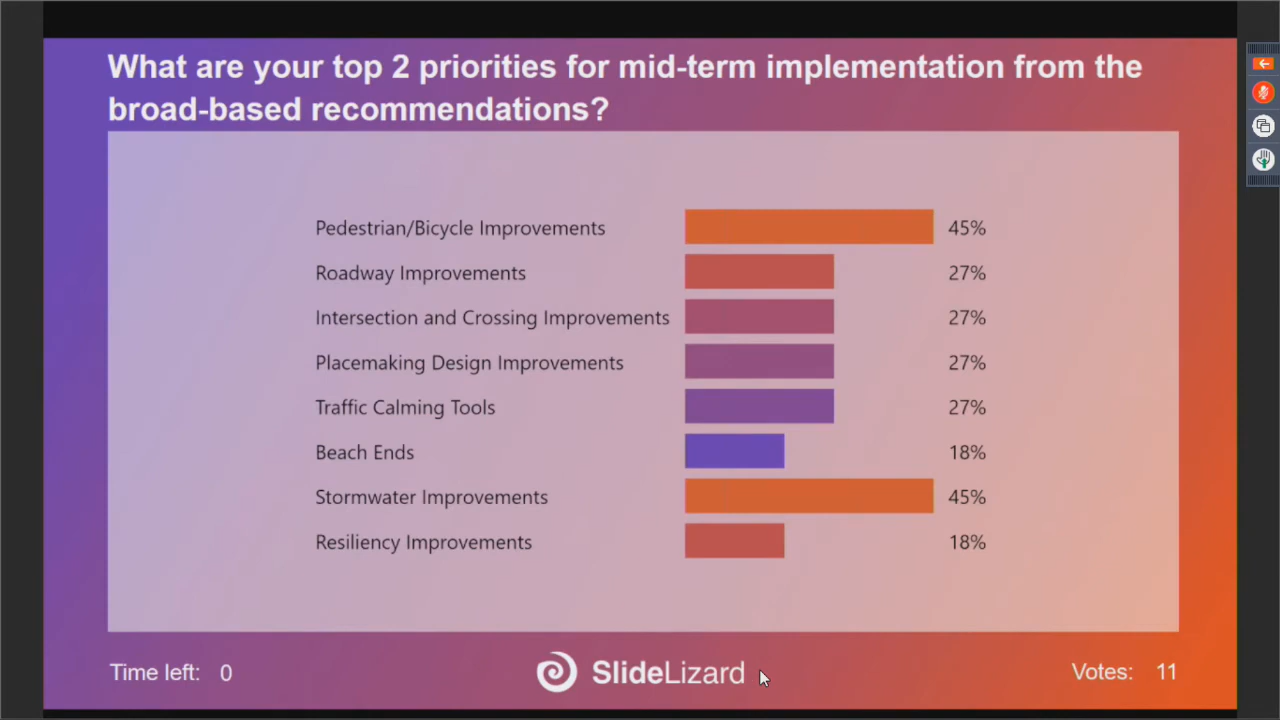 What are your top 2 priorities for mid-term implementation from the
broad-based recommendations?
Pedestrian/Bicycle Improvements 45%
Roadway Improvements 27%
Intersection and Crossing Improvements 27%
Placemaking Design Improvements 27%
Traffic Calming Tools 27%
Beach Ends 18%
Stormwater Improvements 45%
Resiliency Improvements 18%
Time left: 0 SlideLizard Votes: 11